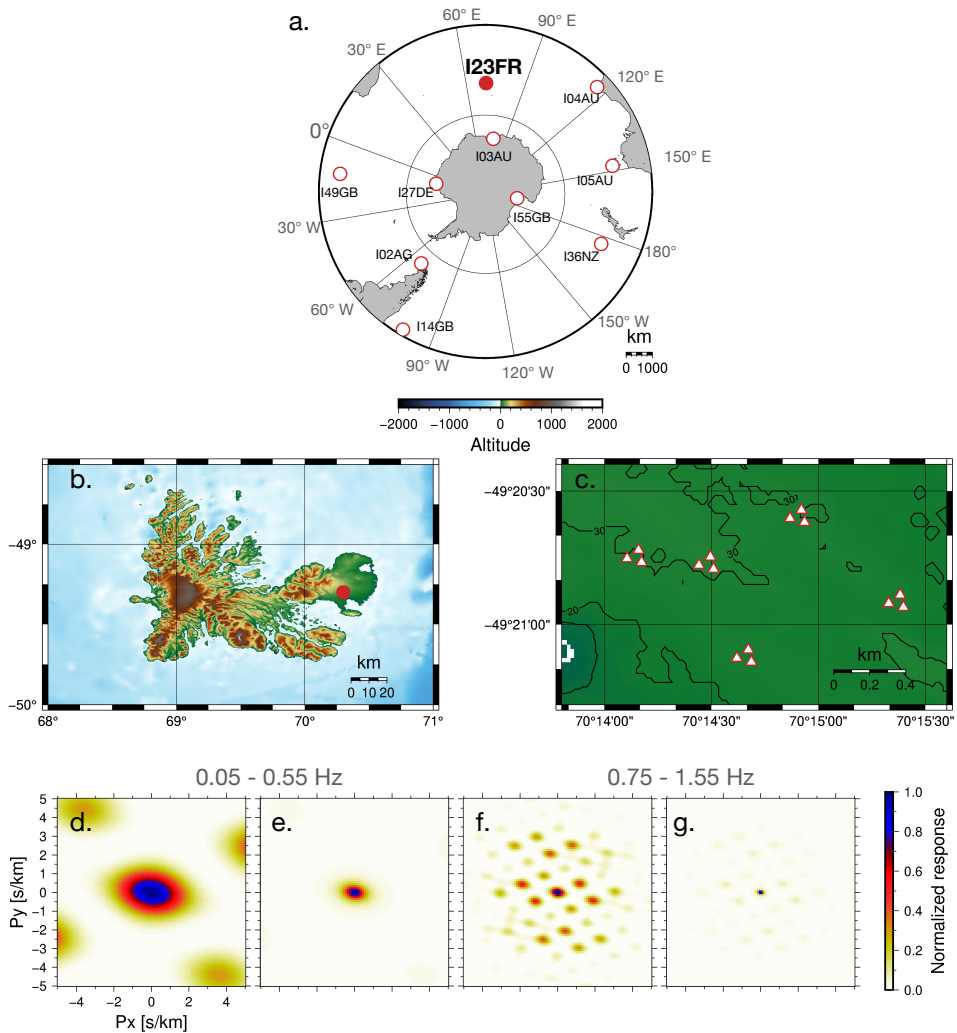 a.
60° E
90° E
30° E
I23FR
120° E
I04AU
0°
I03AU
150° E
I05AU
I49GB
I27DE
I55GB
30° W
I02AG
I36NZ
180°
60° W
I14GB
150° W
km
0 1000
90° W
120° W
−2000 −1000 0 1000 2000
Altitude
b.
−49°
km
0 10 20
−50°
68° 69° 70° 71°
c.
−49°20'30"
30
30
30
20
−49°21'00"
km
0 0.2 0.4
70°14'00" 70°14'30" 70°15'00" 70°15'30"
0.05 - 0.55 Hz
0.75 - 1.55 Hz
d.
e.
f.
g.
5
4
3
2
1
0
−1
−2
−3
−4
−5
Py [s/km]
−4 −2 0 2 4
Px [s/km]
1.0
0.8
0.6
0.4
0.2
0.0
Normalized response